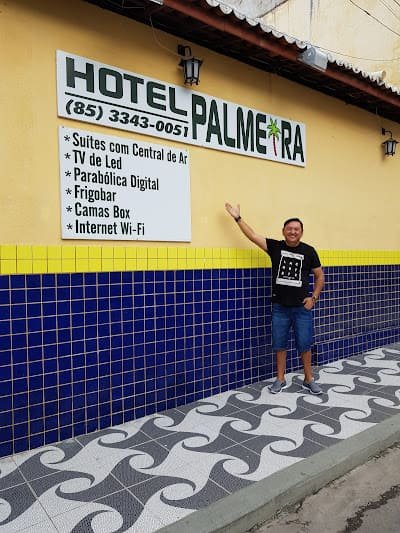 HOTEL PALMEIRA
(85) 3343-0051
* Suítes com Central de Ar
* TV de Led
* Parabólica Digital
* Frigobar
* Camas Box
* Internet Wi-Fi